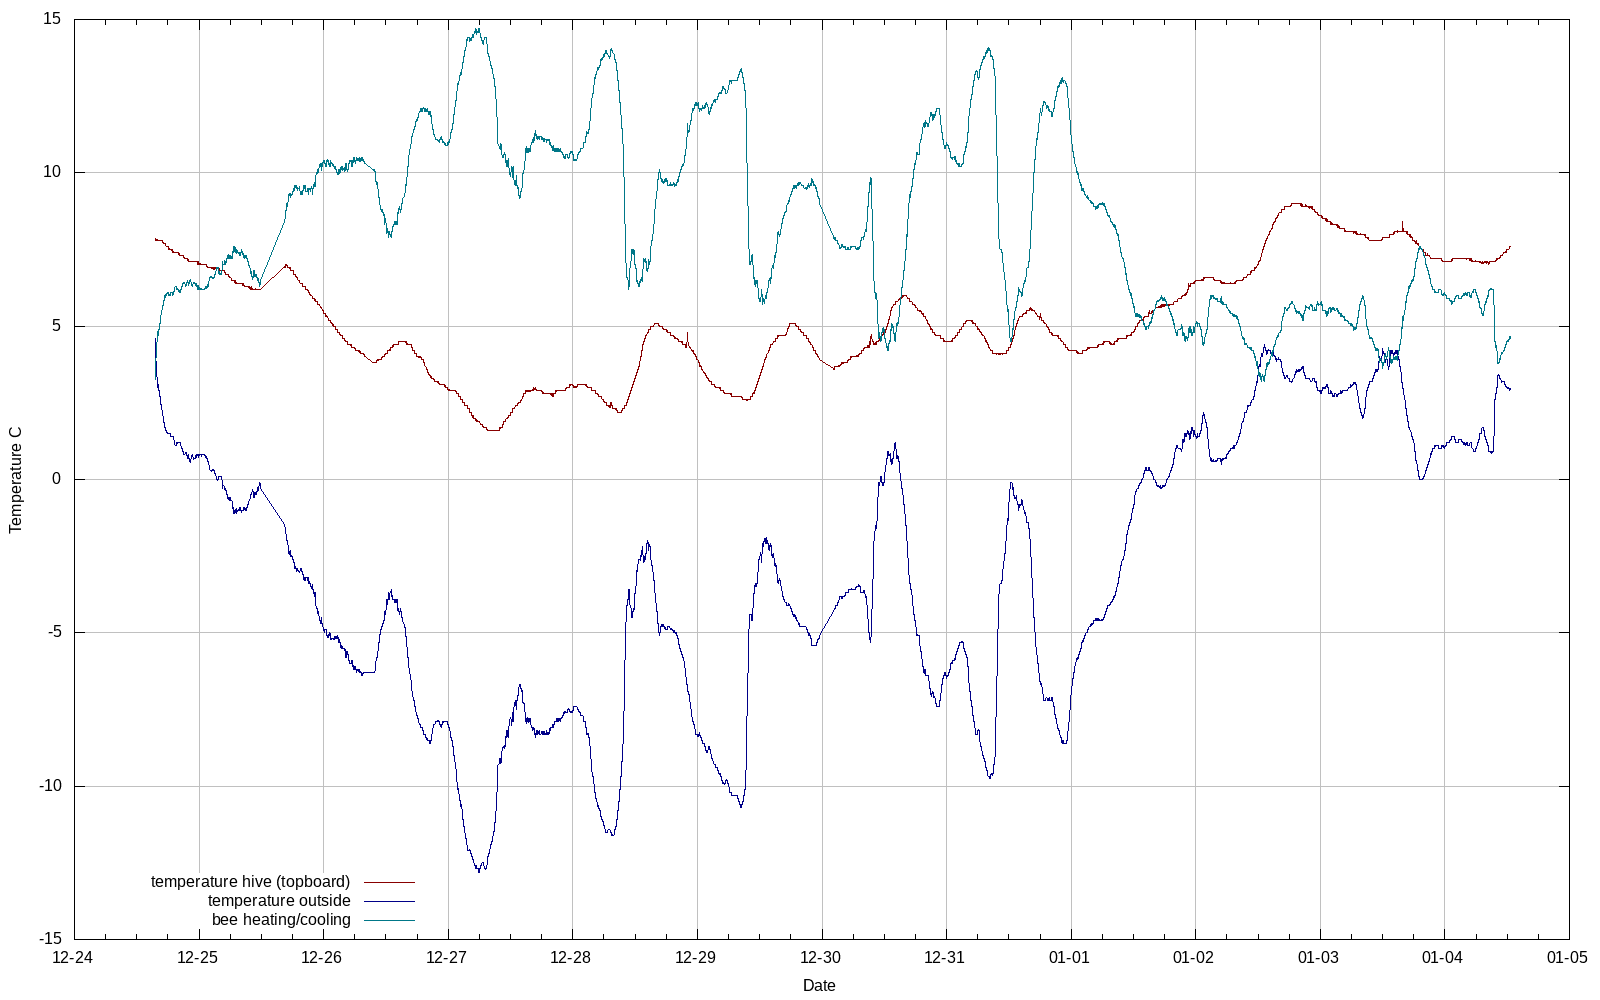 15
10
5
0
-5
-10
-15
Temperature C
temperature hive (topboard)
temperature outside
bee heating/cooling
12-24 12-25 12-26 12-27 12-28 12-29 12-30 12-31 01-01 01-02 01-03 01-04 01-05
Date